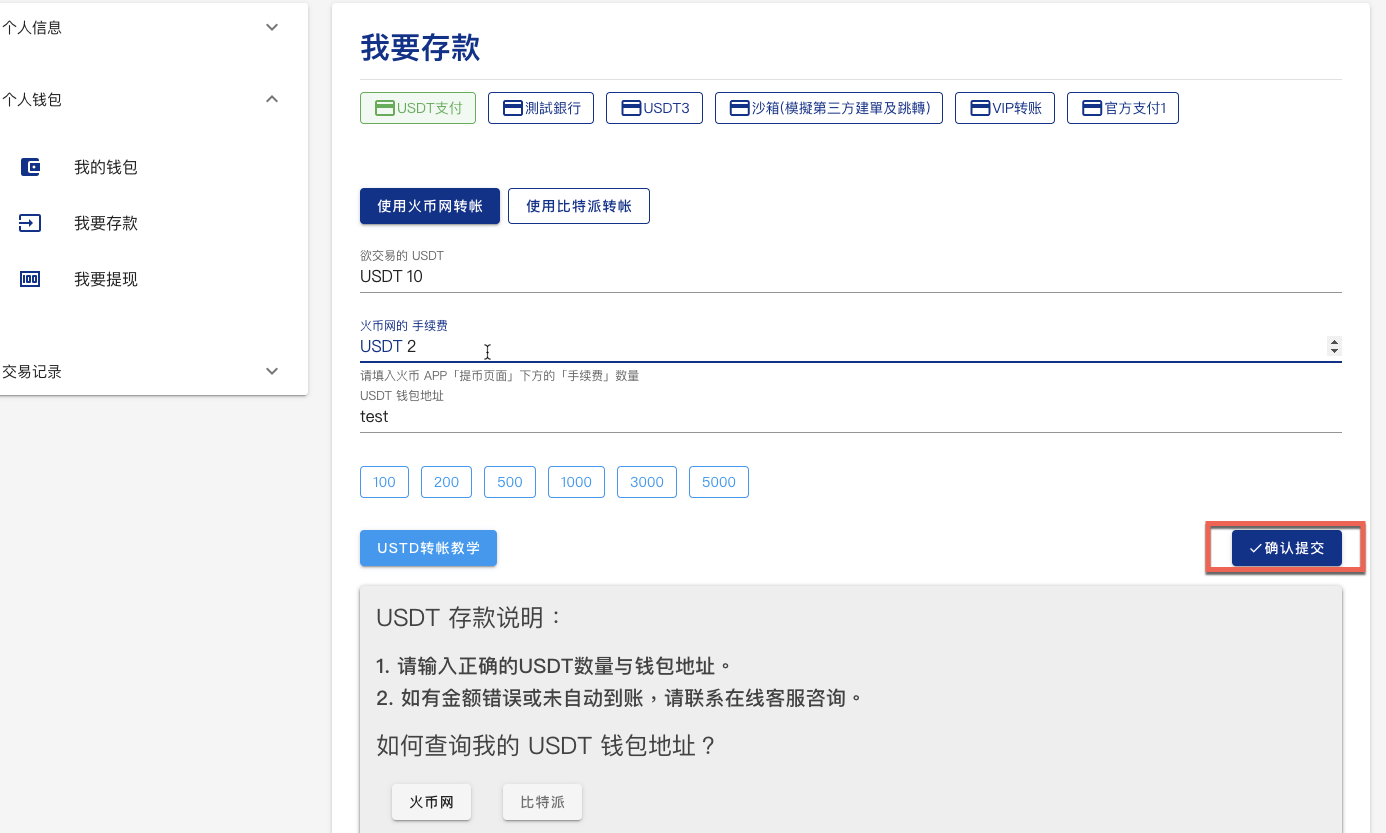 个人信息
个人钱包
我的钱包
我要存款
我要提现
交易记录
我要存款
USDT支付
測試銀行
USDT3
沙箱(模擬第三方建單及跳轉)
VIP转账
官方支付1
使用火币网转帐
使用比特派转帐
欲交易的 USDT
USDT 10
火币网的 手续费
USDT 2
请填入火币 APP「提币页面」下方的「手续费」数量
USDT 钱包地址
test
100
200
500
1000
3000
5000
USTD转帐教学
确认提交
USDT 存款说明：
1. 请输入正确的USDT数量与钱包地址。
2. 如有金额错误或未自动到账，请联系在线客服咨询。
如何查询我的 USDT 钱包地址？
火币网
比特派